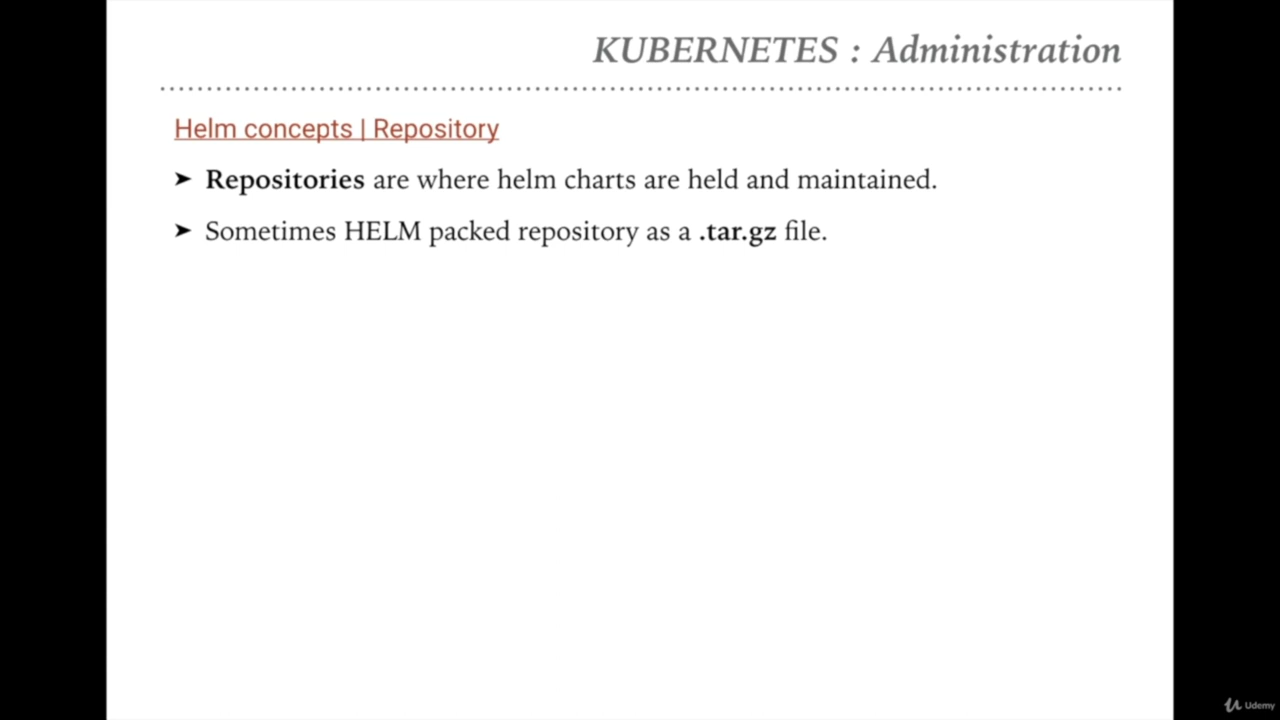 KUBERNETES : Administration
Helm concepts | Repository
➤ Repositories are where helm charts are held and maintained.
➤ Sometimes HELM packed repository as a .tar.gz file.
Udemy